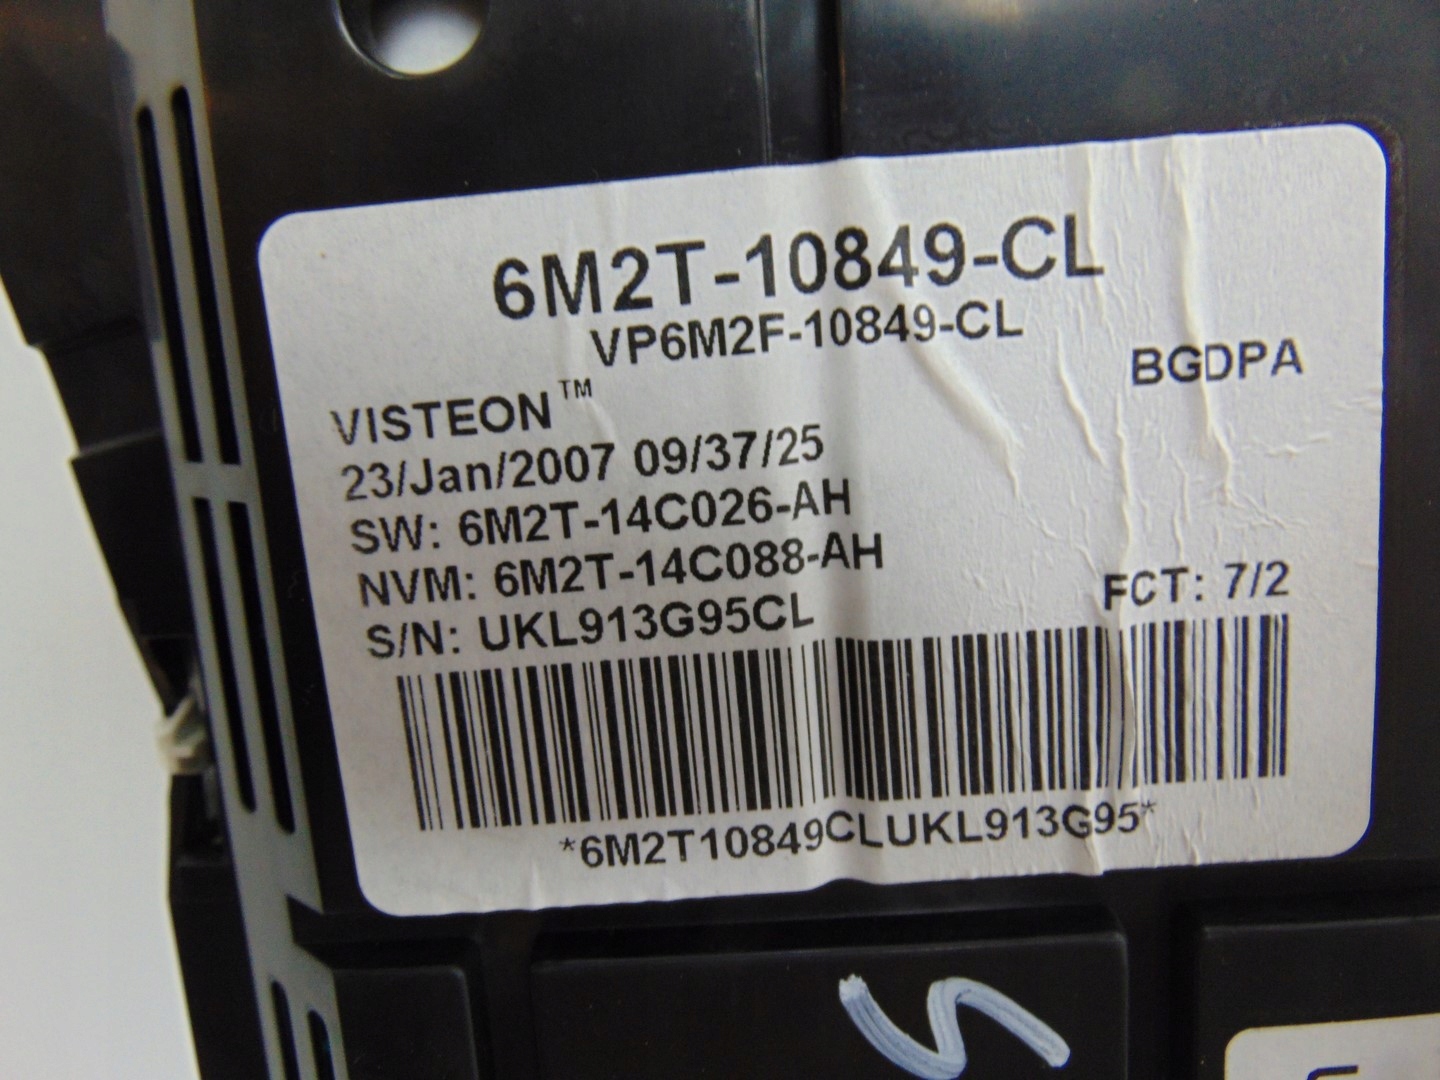 6M2T-10849-CL
VP6M2F-10849-CL
BGDPA
VISTEON™
23/Jan/2007 09/37/25
SW: 6M2T-14C026-AH
NVM: 6M2T-14C088-AH
FCT: 7/2
S/N: UKL913G95CL
*6M2T10849CLUKL913G95*